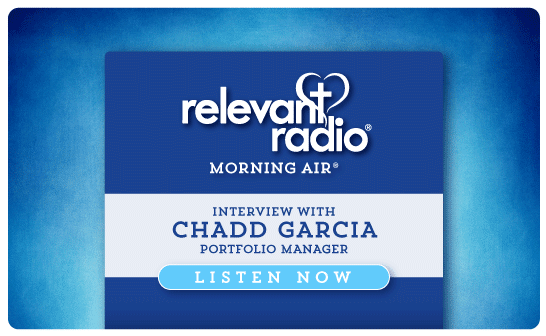 relevant
radio®
MORNING AIR®
INTERVIEW WITH
CHADD GARCIA
PORTFOLIO MANAGER
LISTEN NOW